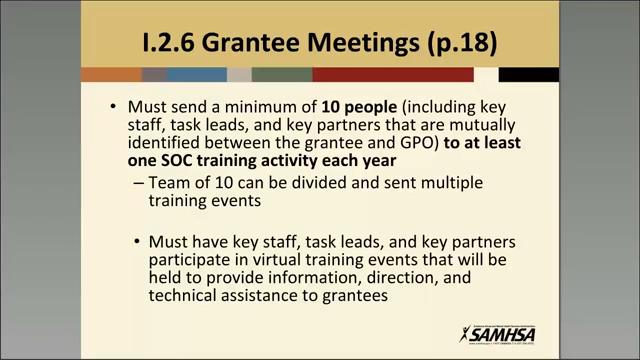 I.2.6 Grantee Meetings (p.18)
• Must send a minimum of 10 people (including key
staff, task leads, and key partners that are mutually
identified between the grantee and GPO) to at least
one SOC training activity each year
– Team of 10 can be divided and sent multiple
training events
• Must have key staff, task leads, and key partners
participate in virtual training events that will be
held to provide information, direction, and
technical assistance to grantees
SAMHSA